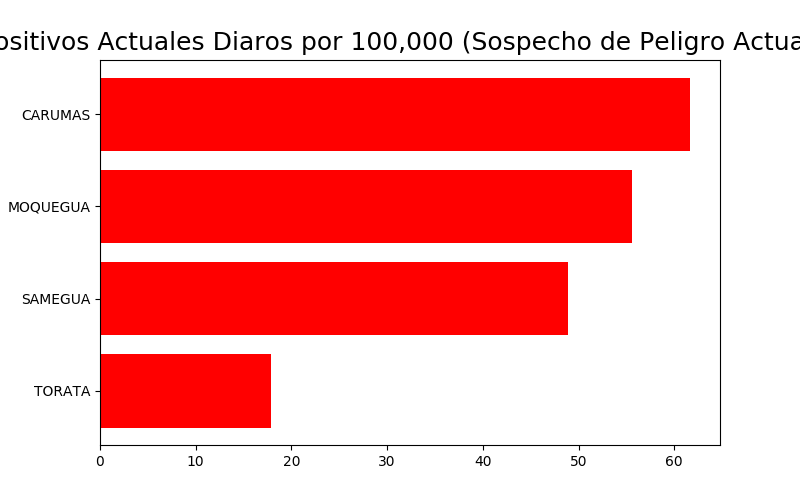 ositivos Actuales Diaros por 100,000 (Sospecho de Peligro Actua
CARUMAS
MOQUEGUA
SAMEGUA
TORATA
0 10 20 30 40 50 60